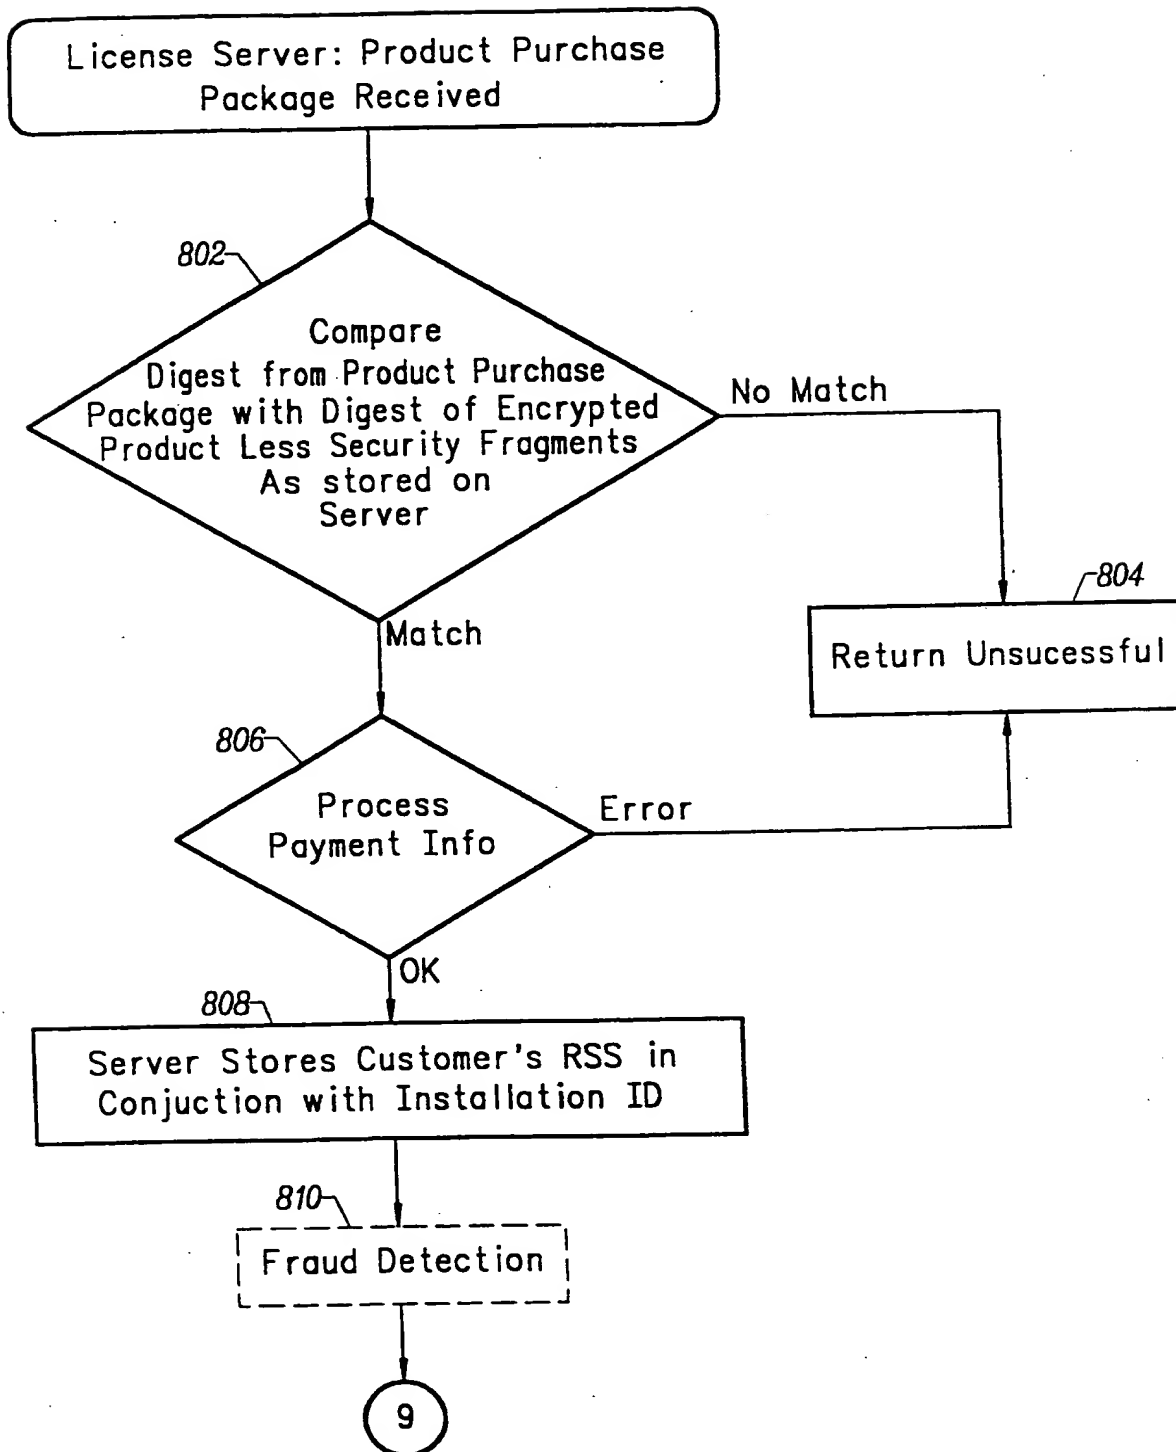 License Server: Product Purchase
Package Received
802
Compare
Digest from Product Purchase
Package with Digest of Encrypted
Product Less Security Fragments
As stored on
Server
No Match
804
Return Unsucessful
Match
806
Process
Payment Info
Error
OK
808
Server Stores Customer's RSS in
Conjuction with Installation ID
810
Fraud Detection
9